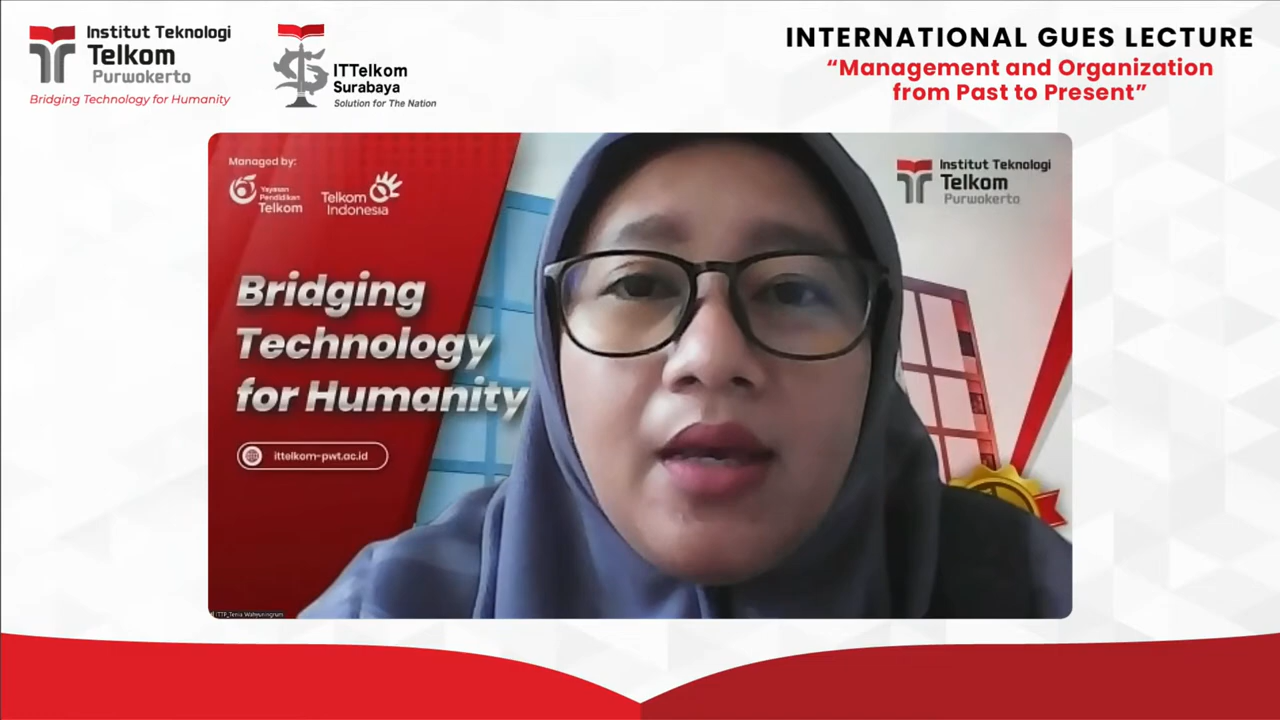 Institut Teknologi
Telkom
Purwokerto
Bridging Technology for Humanity
ITTelkom
Surabaya
Solution for The Nation
INTERNATIONAL GUES LECTURE
“Management and Organization
from Past to Present”
Managed by:
Yayasan
Pendidikan
Telkom
Telkom
Indonesia
Institut Teknologi
Telkom
Purwokerto
Bridging
Technology
for Humanity
ittelkom-pwt.ac.id